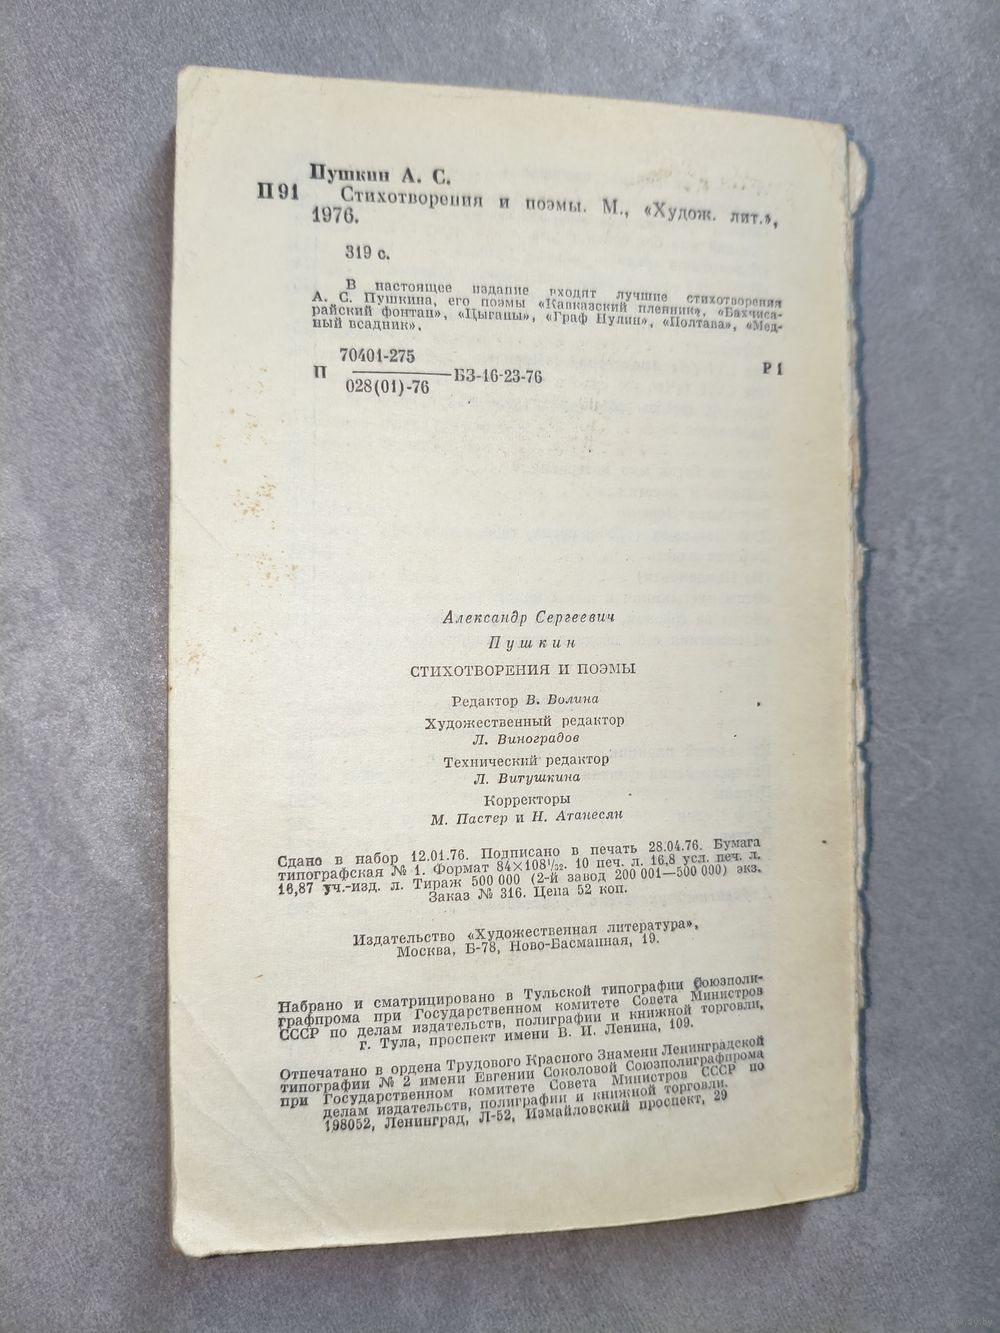 Пушкин А. С.
П91 Стихотворения и поэмы. М., «Худож. лит.»,
1976.
319 с.
В настоящее издание входят лучшие стихотворения
А. С. Пушкина, его поэмы «Кавказский пленник», «Бахчиса-
райский фонтан», «Цыганы», «Граф Нулин», «Полтава», «Мед-
ный всадник».
70401-275
П БЗ-16-23-76 Р1
028(01)-76
Александр Сергеевич
Пушкин
СТИХОТВОРЕНИЯ И ПОЭМЫ
Редактор В. Волина
Художественный редактор
Л. Виноградов
Технический редактор
Л. Витушкина
Корректоры
М. Пастер и Н. Атанесян
Сдано в набор 12.01.76. Подписано в печать 28.04.76. Бумага
типографская № 1. Формат 84×108¹/₃₂. 10 печ. л. 16,8 усл. печ. л.
16,87 уч.-изд. л. Тираж 500 000 (2-й завод 200 001—500 000) экз.
Заказ № 316. Цена 52 коп.
Издательство «Художественная литература»,
Москва, Б-78, Ново-Басманная, 19.
Набрано и сматрицировано в Тульской типографии Союзполи-
графпрома при Государственном комитете Совета Министров
СССР по делам издательств, полиграфии и книжной торговли,
г. Тула, проспект имени В. И. Ленина, 109.
Отпечатано в ордена Трудового Красного Знамени Ленинградской
типографии № 2 имени Евгении Соколовой Союзполиграфпрома
при Государственном комитете Совета Министров СССР по
делам издательств, полиграфии и книжной торговли.
198052, Ленинград, Л-52, Измайловский проспект, 29